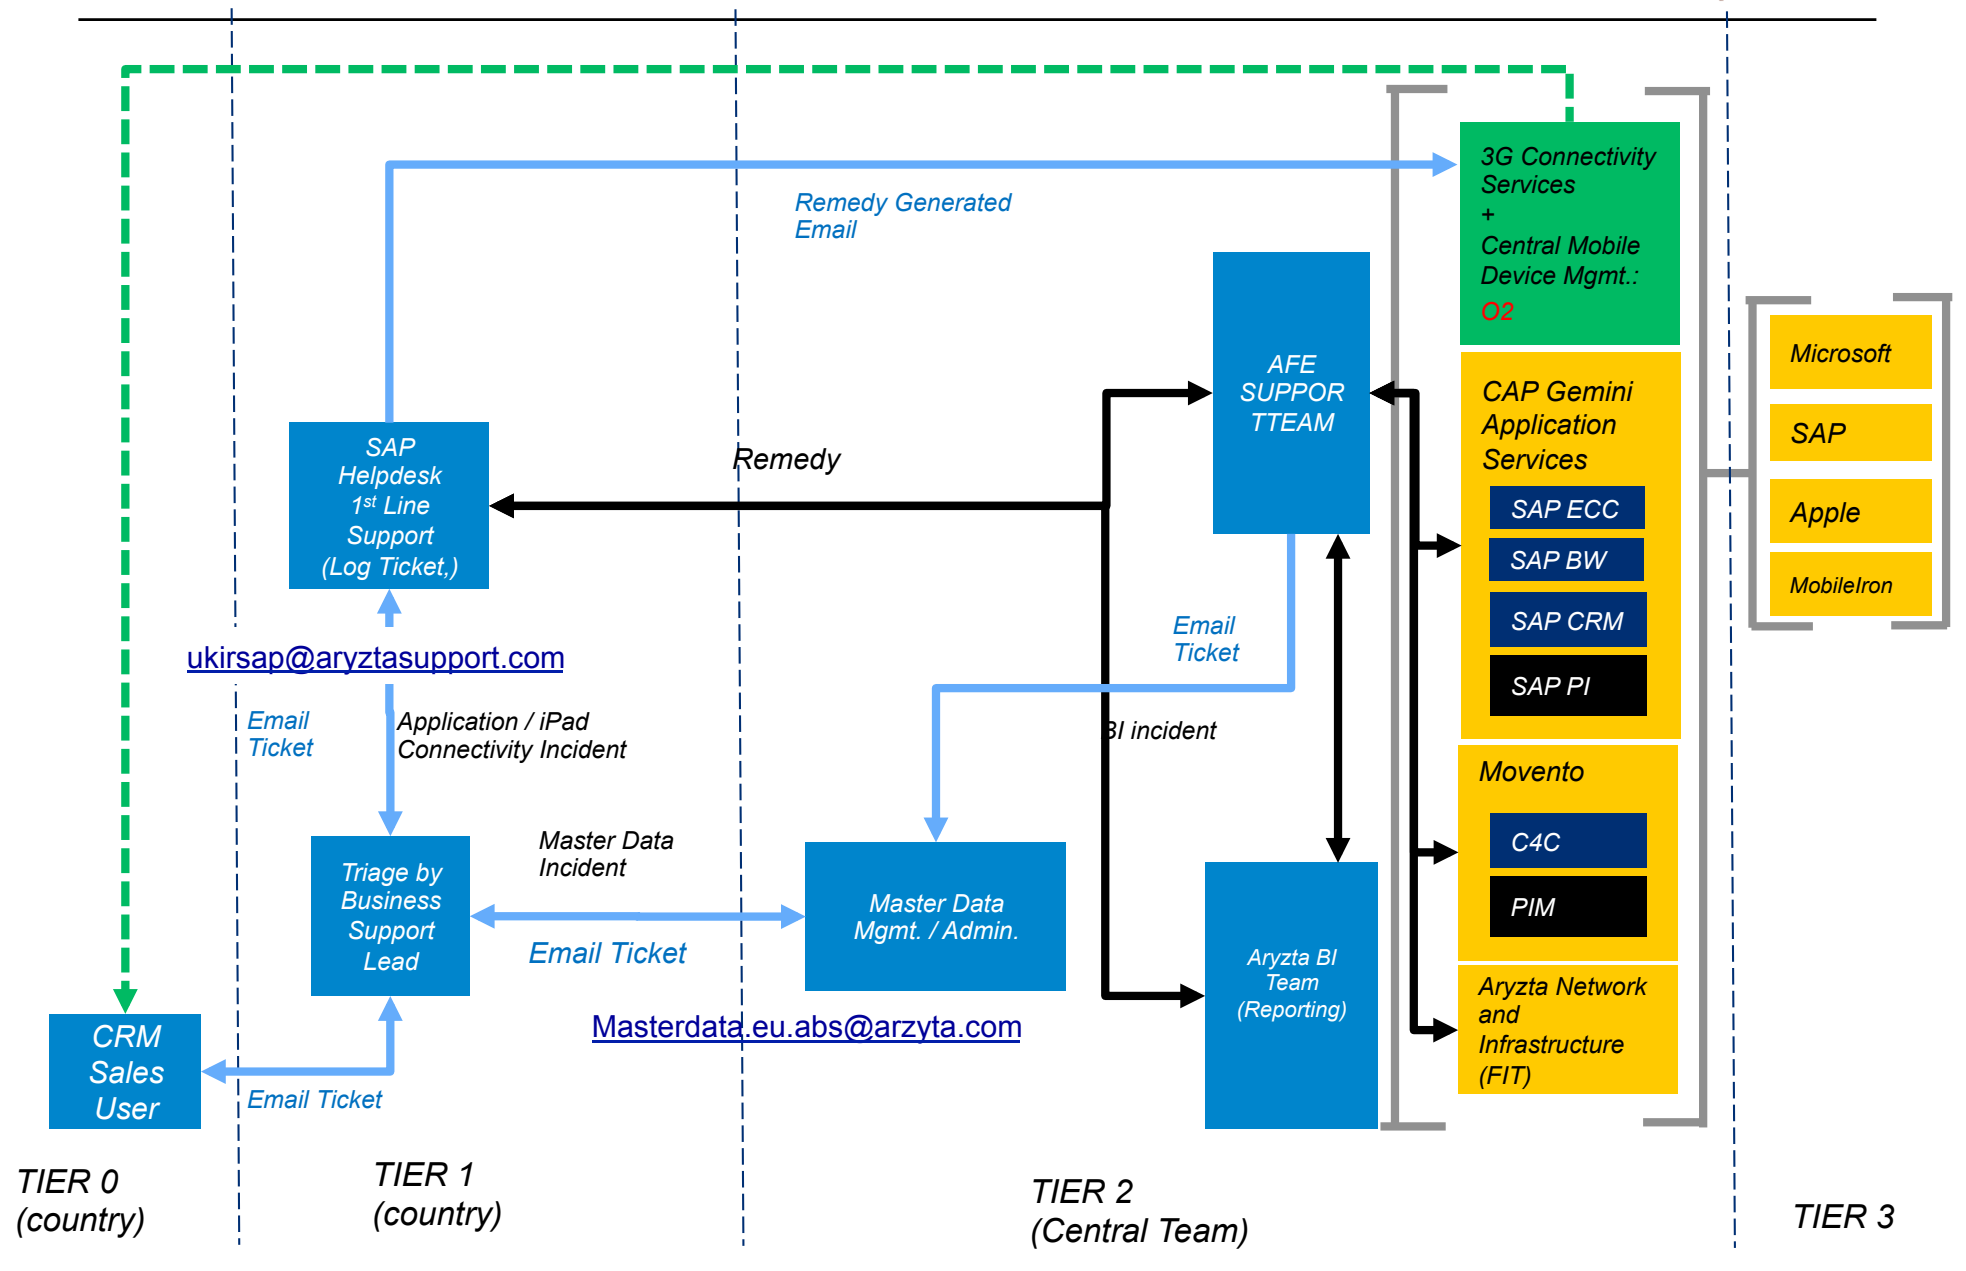 Remedy Generated
Email
3G Connectivity
Services
+
Central Mobile
Device Mgmt.:
O2
AFE
SUPPOR
TTEAM
CAP Gemini
Application
Services
SAP ECC
SAP BW
SAP CRM
SAP PI
Microsoft
SAP
Apple
MobileIron
SAP
Helpdesk
1st Line
Support
(Log Ticket,)
Remedy
ukirsap@aryztasupport.com
Email
Ticket
Application / iPad
Connectivity Incident
Email
Ticket
BI incident
Movento
C4C
PIM
Master Data
Incident
Triage by
Business
Support
Lead
Email Ticket
Master Data
Mgmt. / Admin.
Masterdata.eu.abs@arzyta.com
Aryzta BI
Team
(Reporting)
Aryzta Network
and
Infrastructure
(FIT)
CRM
Sales
User
Email Ticket
TIER 0
(country)
TIER 1
(country)
TIER 2
(Central Team)
TIER 3